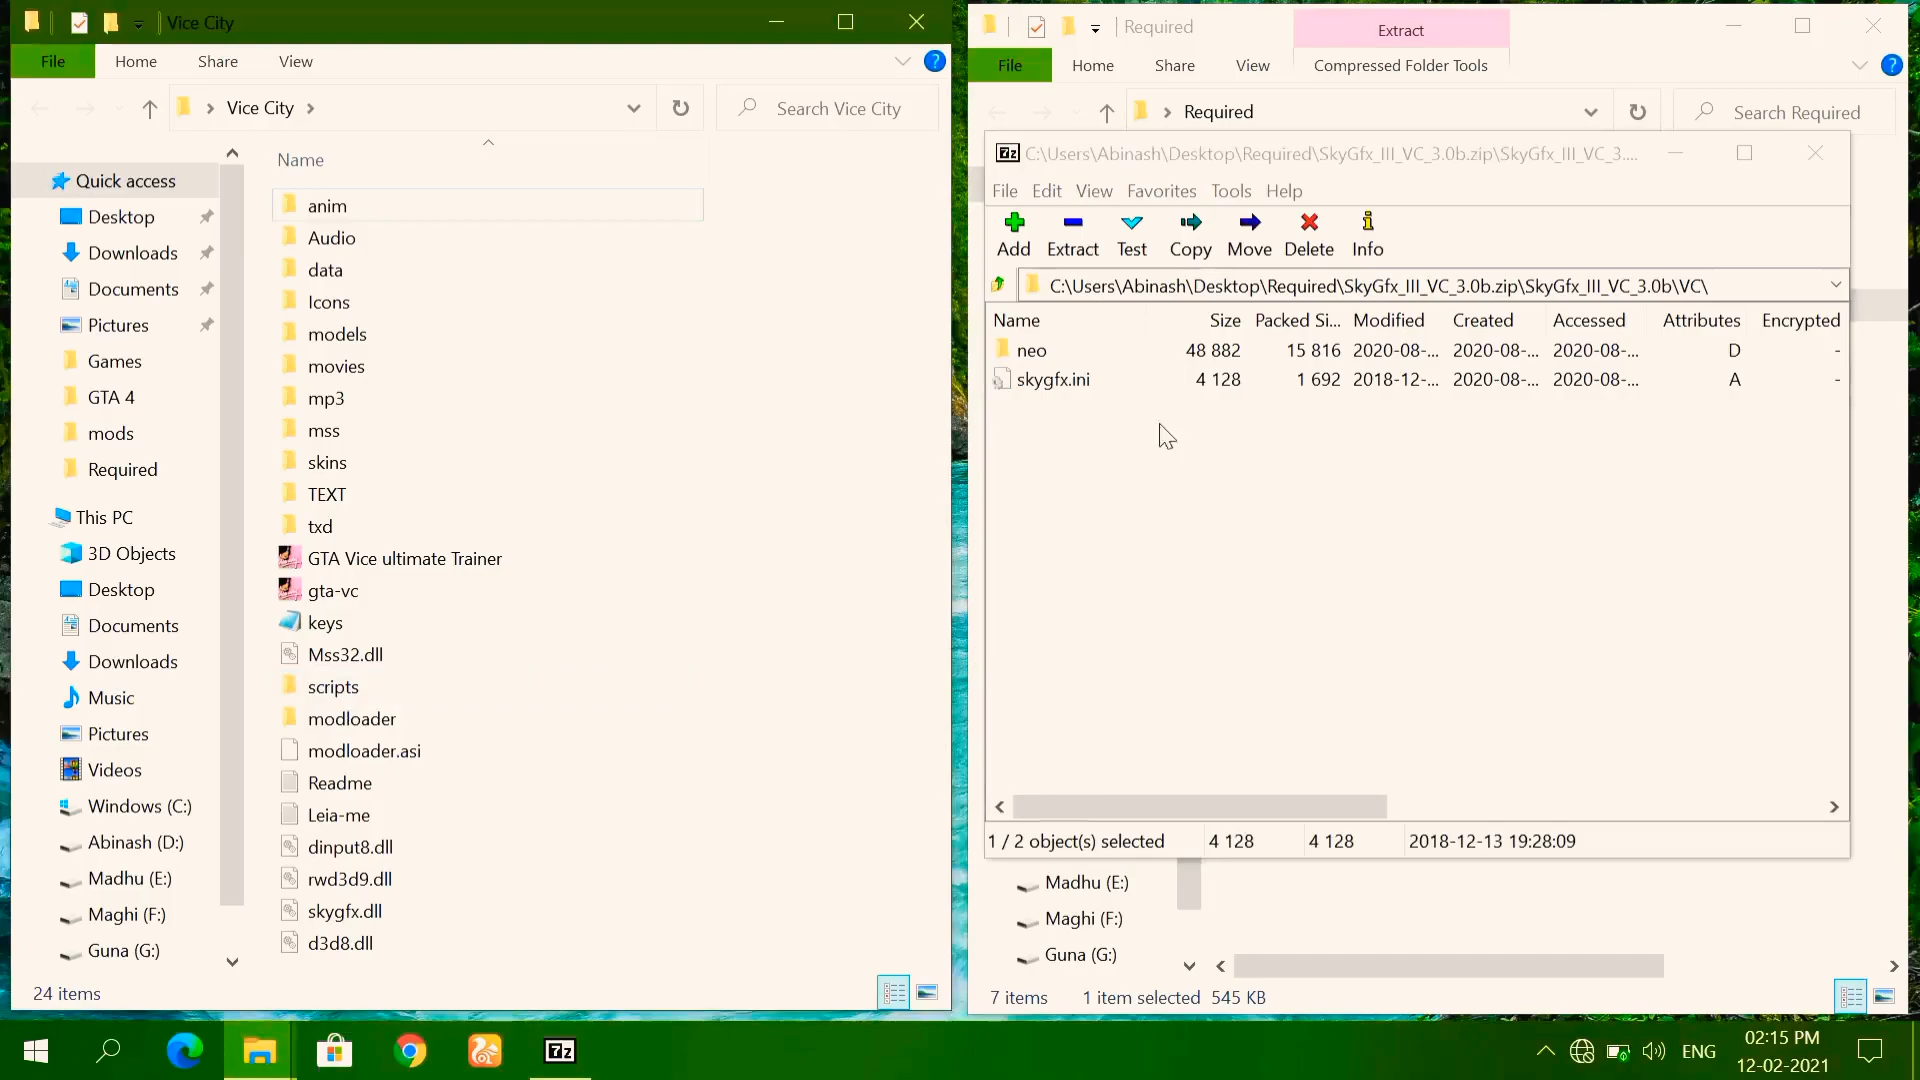 Vice City
File Home Share View
Vice City
Search Vice City
Name
Quick access
Desktop
Downloads
Documents
Pictures
Games
GTA 4
mods
Required
This PC
3D Objects
Desktop
Documents
Downloads
Music
Pictures
Videos
Windows (C:)
Abinash (D:)
Madhu (E:)
Maghi (F:)
Guna (G:)
anim
Audio
data
Icons
models
movies
mp3
mss
skins
TEXT
txd
GTA Vice ultimate Trainer
gta-vc
keys
Mss32.dll
scripts
modloader
modloader.asi
Readme
Leia-me
dinput8.dll
rwd3d9.dll
skygfx.dll
d3d8.dll
24 items
Required
Extract
File Home Share View Compressed Folder Tools
Required
Search Required
7z C:\Users\Abinash\Desktop\Required\SkyGfx_III_VC_3.0b.zip\SkyGfx_III_VC_3....
File Edit View Favorites Tools Help
Add Extract Test Copy Move Delete Info
C:\Users\Abinash\Desktop\Required\SkyGfx_III_VC_3.0b.zip\SkyGfx_III_VC_3.0b\VC\
Name Size Packed Si... Modified Created Accessed Attributes Encrypted
neo 48 882 15 816 2020-08-... 2020-08-... 2020-08-... D -
skygfx.ini 4 128 1 692 2018-12-... 2020-08-... 2020-08-... A -
1 / 2 object(s) selected 4 128 4 128 2018-12-13 19:28:09
Madhu (E:)
Maghi (F:)
Guna (G:)
7 items 1 item selected 545 KB
7z
ENG
02:15 PM
12-02-2021